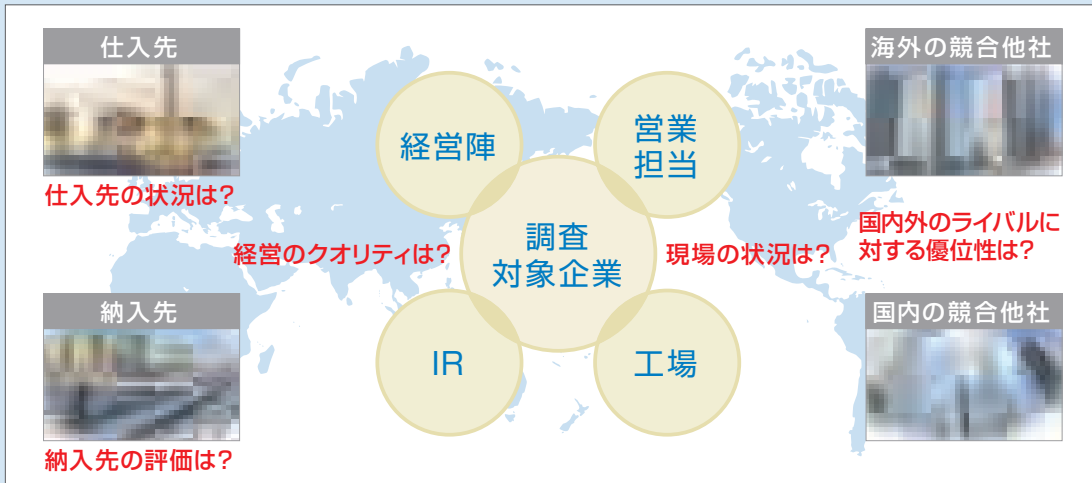 仕入先
仕入先の状況は?
納入先
納入先の評価は?
経営陣
営業
担当
経営のクオリティは?
調査
対象企業
現場の状況は?
IR
工場
海外の競合他社
国内外のライバルに
対する優位性は?
国内の競合他社